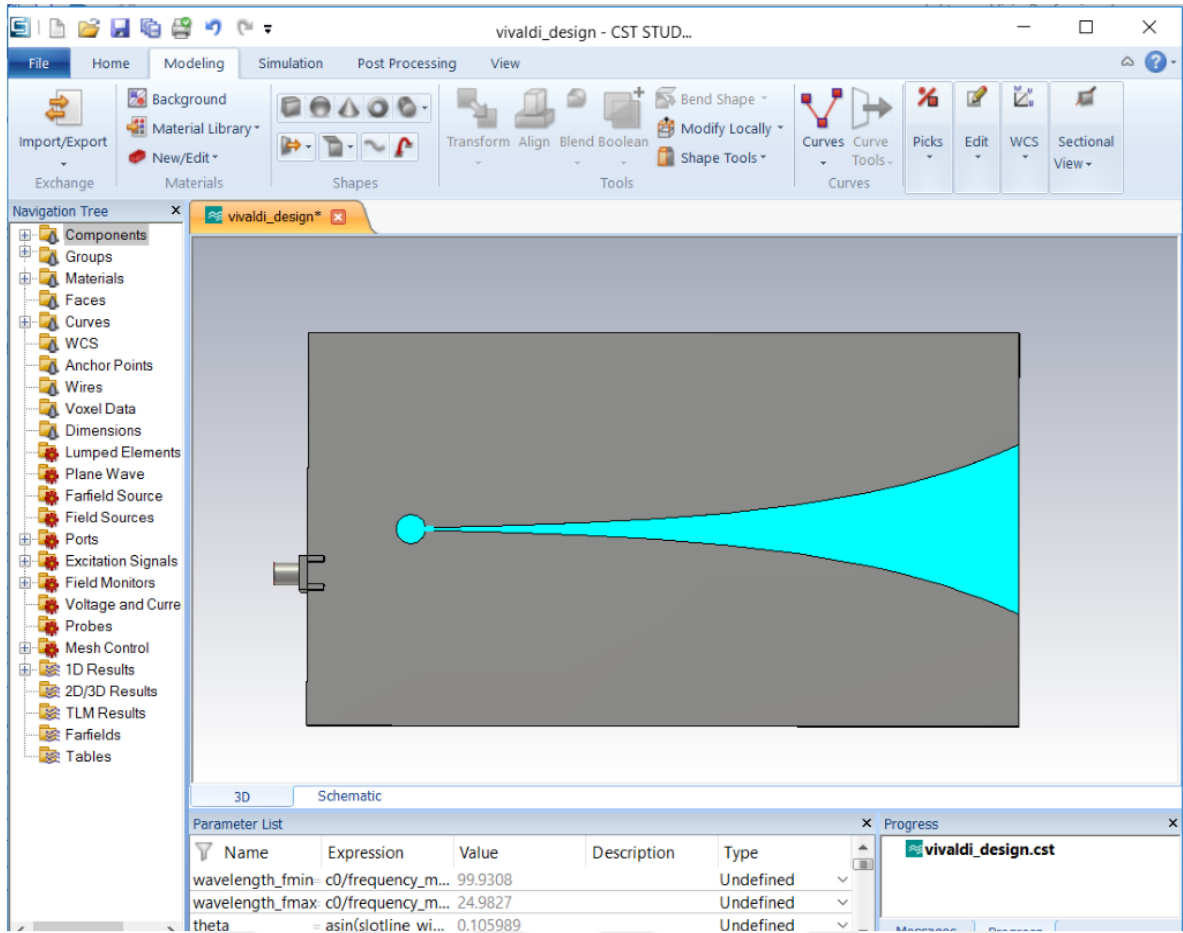 vivaldi_design - CST STUD...
File Home Modeling Simulation Post Processing View
Import/Export
Exchange
Background
Material Library
New/Edit
Materials
Shapes
Transform Align Blend Boolean
Bend Shape
Modify Locally
Shape Tools
Tools
Curves Curve Tools
Curves
Picks
Edit
WCS
Sectional View
Navigation Tree
vivaldi_design*
Components
Groups
Materials
Faces
Curves
WCS
Anchor Points
Wires
Voxel Data
Dimensions
Lumped Elements
Plane Wave
Farfield Source
Field Sources
Ports
Excitation Signals
Field Monitors
Voltage and Curre
Probes
Mesh Control
1D Results
2D/3D Results
TLM Results
Farfields
Tables
3D Schematic
Parameter List
Name Expression Value Description Type
wavelength_fmin = c0/frequency_m... 99.9308 Undefined
wavelength_fmax = c0/frequency_m... 24.9827 Undefined
theta = asin(slotline_wi... 0.105989 Undefined
Progress
vivaldi_design.cst
Messages Progress